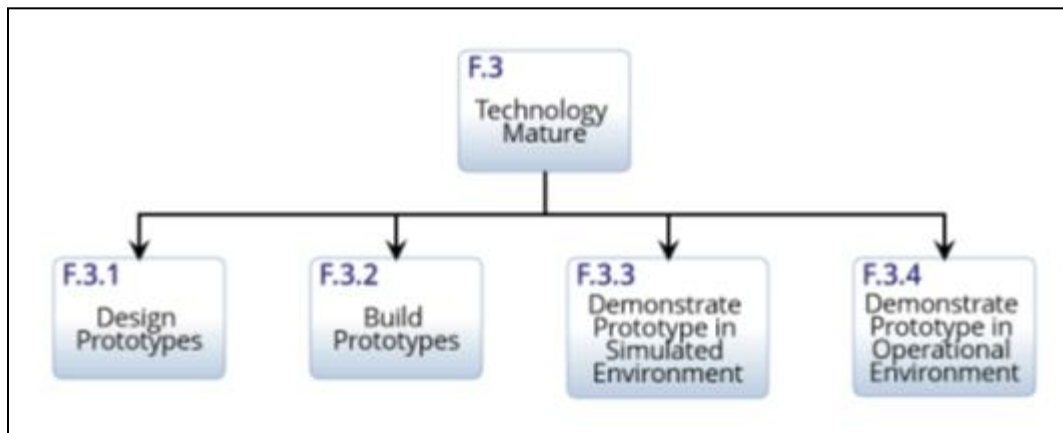 F.3
Technology
Mature
F.3.1
Design
Prototypes
F.3.2
Build
Prototypes
F.3.3
Demonstrate
Prototype in
Simulated
Environment
F.3.4
Demonstrate
Prototype in
Operational
Environment